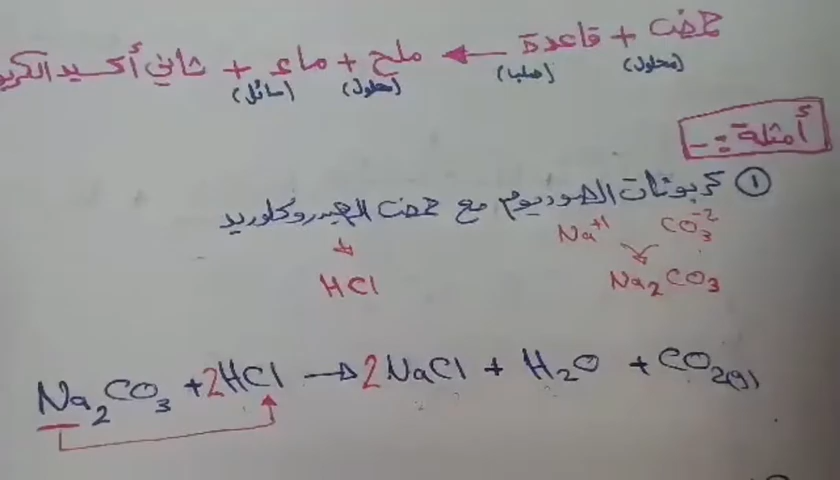 حمض + قاعدة ← ملح + ماء + ثاني أكسيد الكربو
(محلول) (صلب) (محلول) (سائل)
أمثلة :-
① كربونات الصوديوم مع حمض الهيدروكلوريد
Na⁺¹ CO₃⁻²
HCl Na₂CO₃
Na₂CO₃ + 2HCl → 2NaCl + H₂O + CO₂(g)